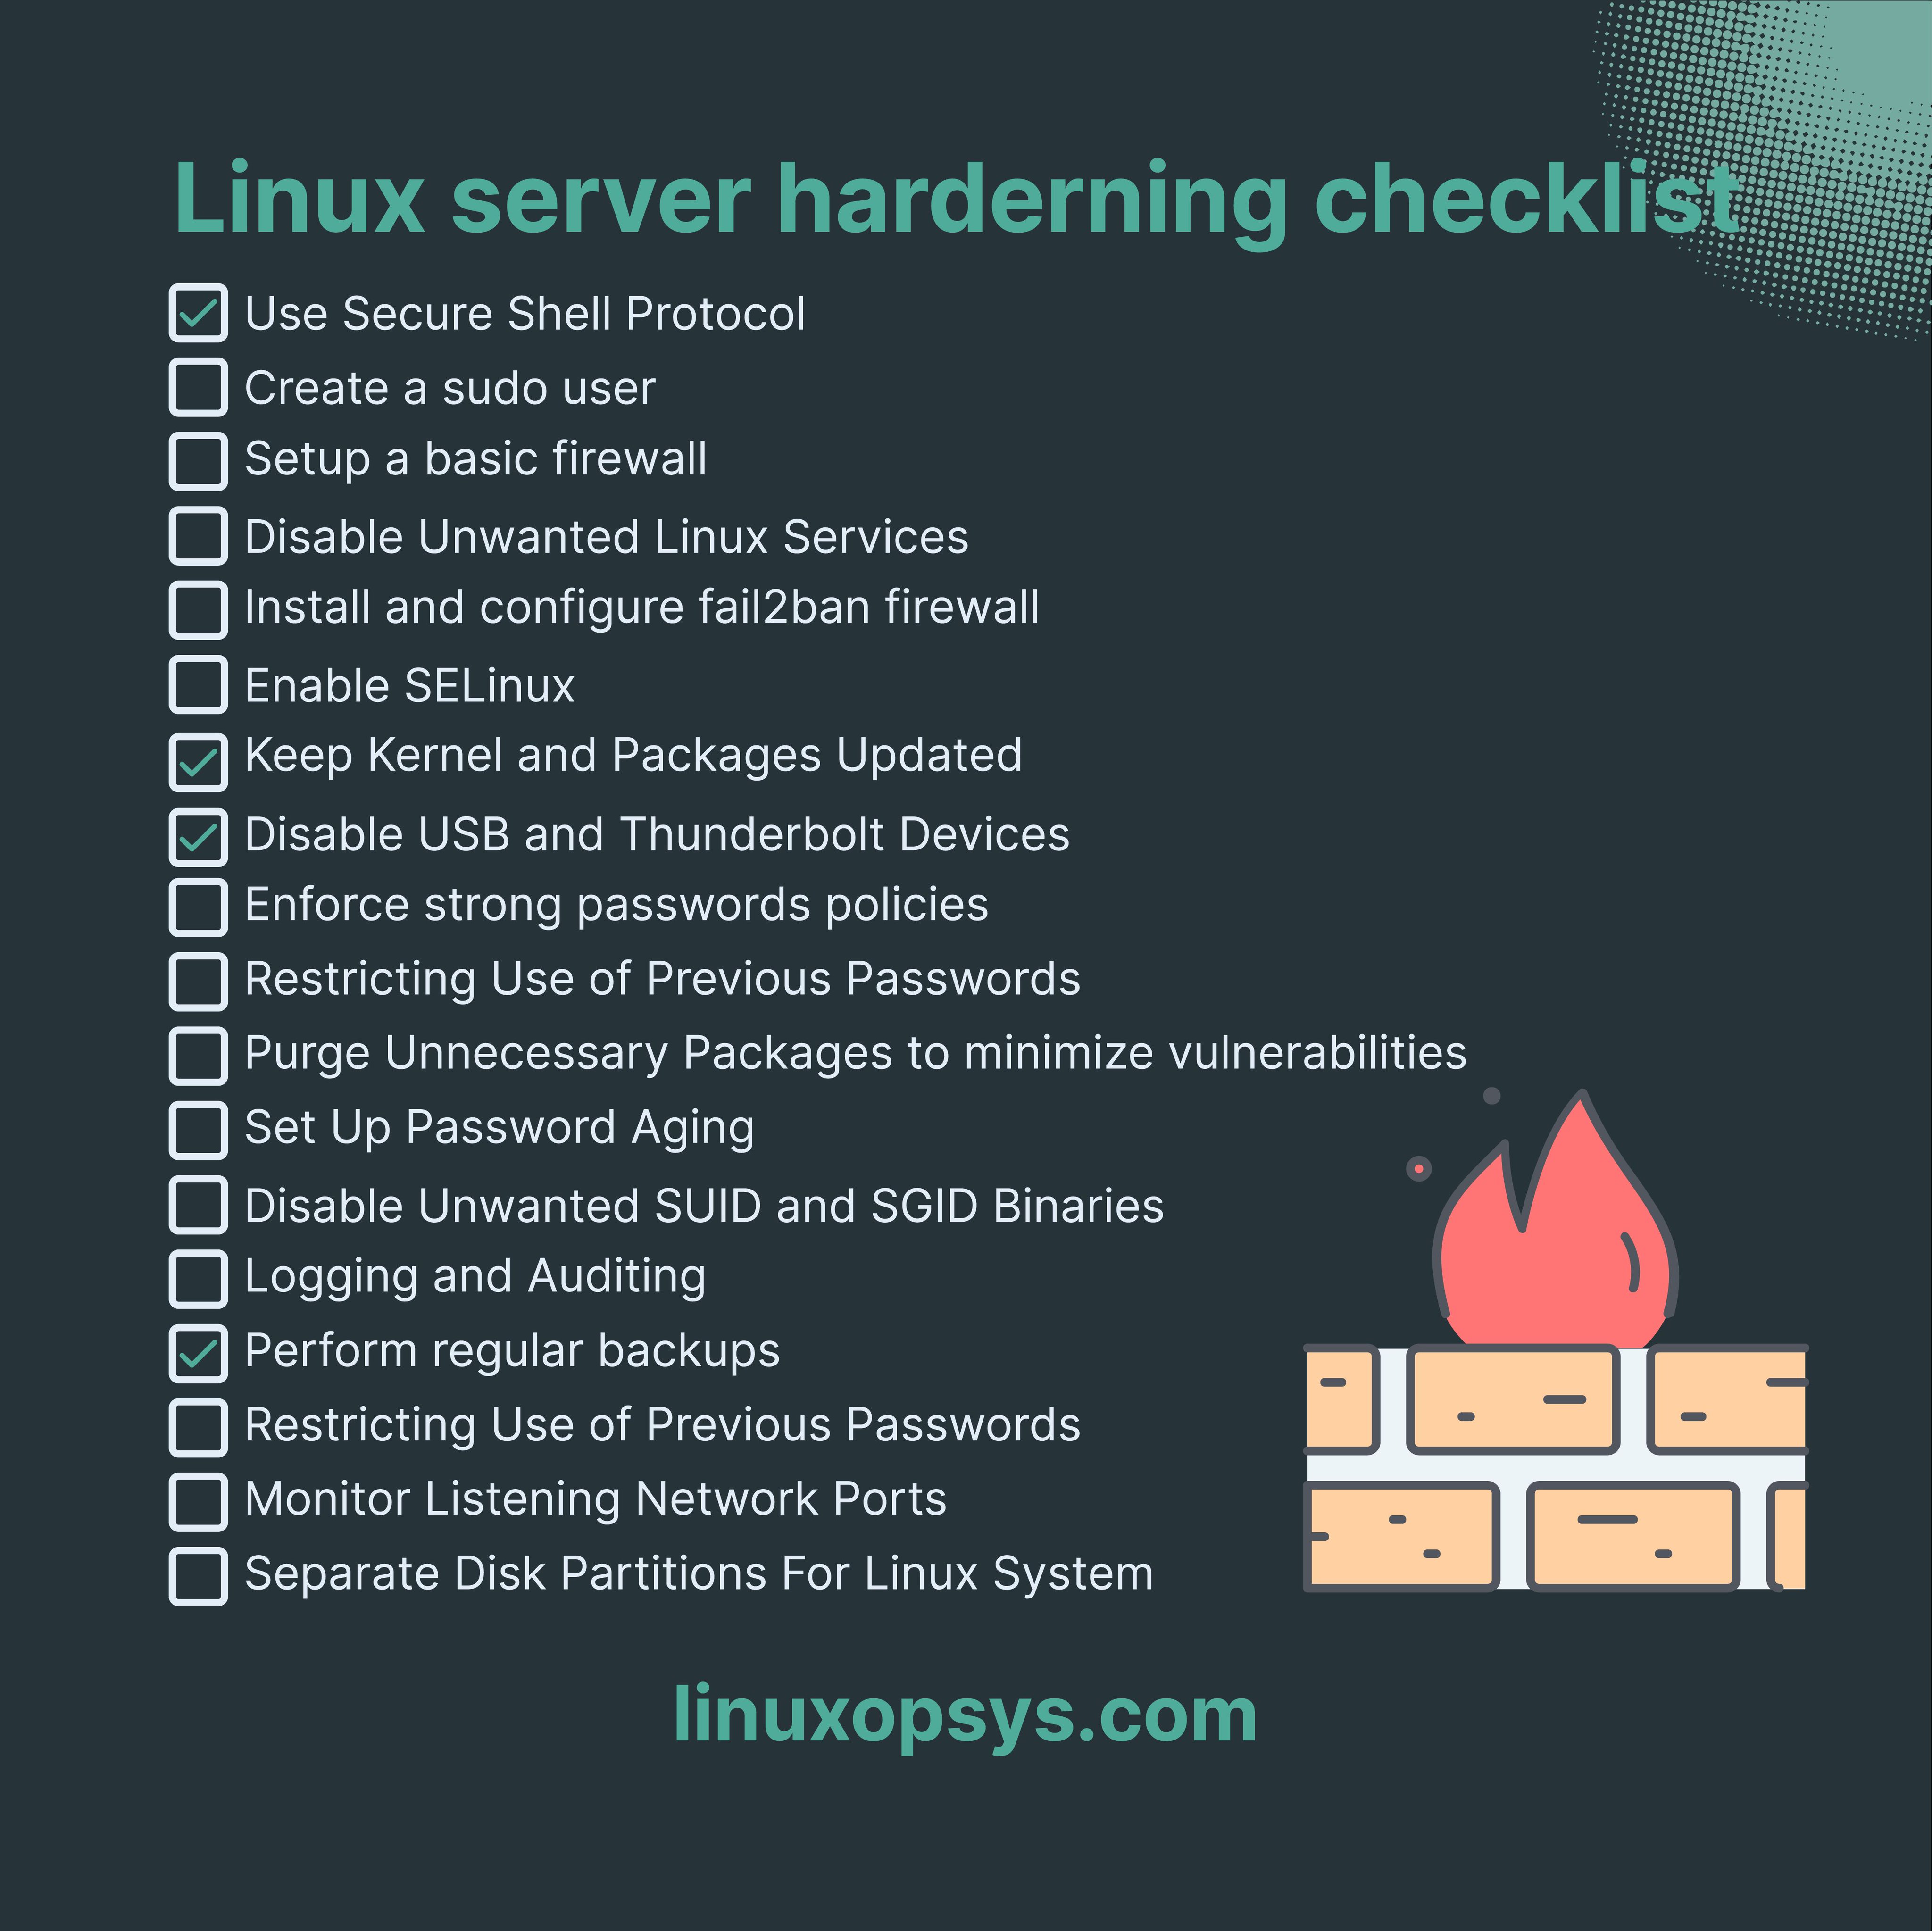 Linux server harderning checklist
Use Secure Shell Protocol
Create a sudo user
Setup a basic firewall
Disable Unwanted Linux Services
Install and configure fail2ban firewall
Enable SELinux
Keep Kernel and Packages Updated
Disable USB and Thunderbolt Devices
Enforce strong passwords policies
Restricting Use of Previous Passwords
Purge Unnecessary Packages to minimize vulnerabilities
Set Up Password Aging
Disable Unwanted SUID and SGID Binaries
Logging and Auditing
Perform regular backups
Restricting Use of Previous Passwords
Monitor Listening Network Ports
Separate Disk Partitions For Linux System
linuxopsys.com